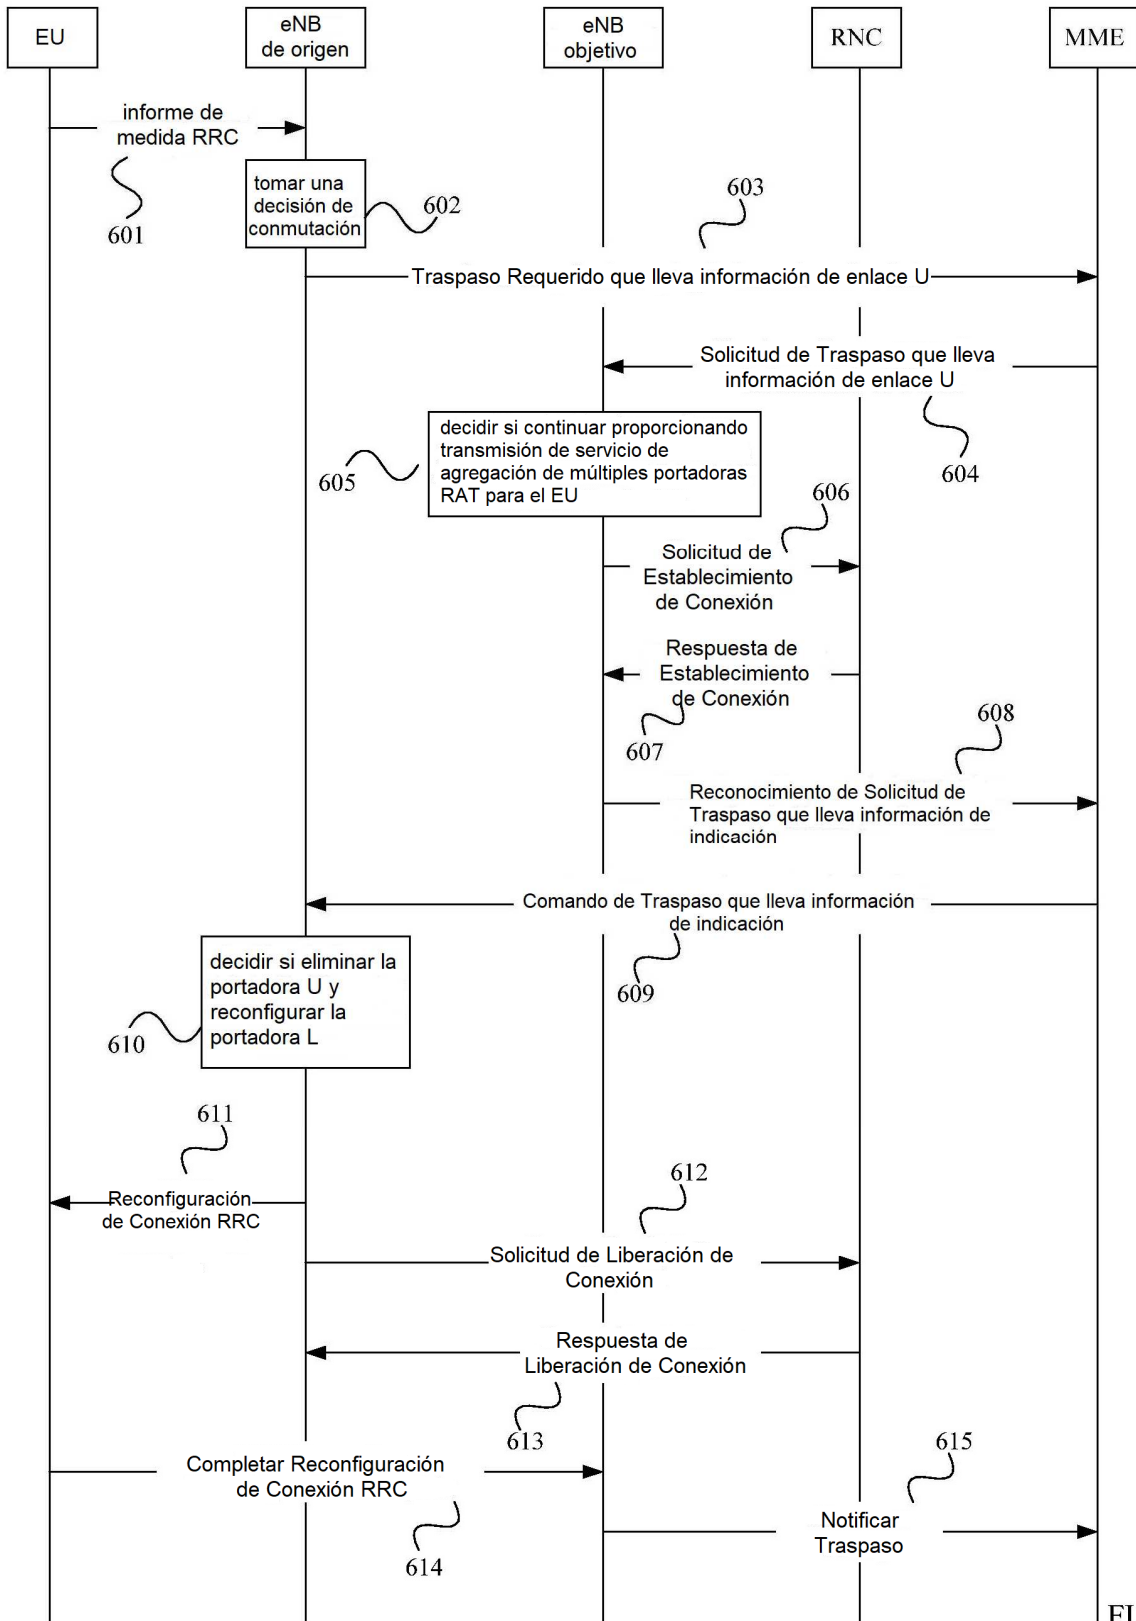 EU
eNB
de origen
eNB
objetivo
RNC
MME
informe de
medida RRC
601
tomar una
decisión de
conmutación
602
603
Traspaso Requerido que lleva información de enlace U
Solicitud de Traspaso que lleva
información de enlace U
604
decidir si continuar proporcionando
transmisión de servicio de
agregación de múltiples portadoras
RAT para el EU
605
606
Solicitud de
Establecimiento
de Conexión
Respuesta de
Establecimiento
de Conexión
607
608
Reconocimiento de Solicitud de
Traspaso que lleva información de
indicación
Comando de Traspaso que lleva información
de indicación
609
decidir si eliminar la
portadora U y
reconfigurar la
portadora L
610
611
Reconfiguración
de Conexión RRC
612
Solicitud de Liberación de
Conexión
Respuesta de
Liberación de Conexión
613
Completar Reconfiguración
de Conexión RRC
614
615
Notificar
Traspaso